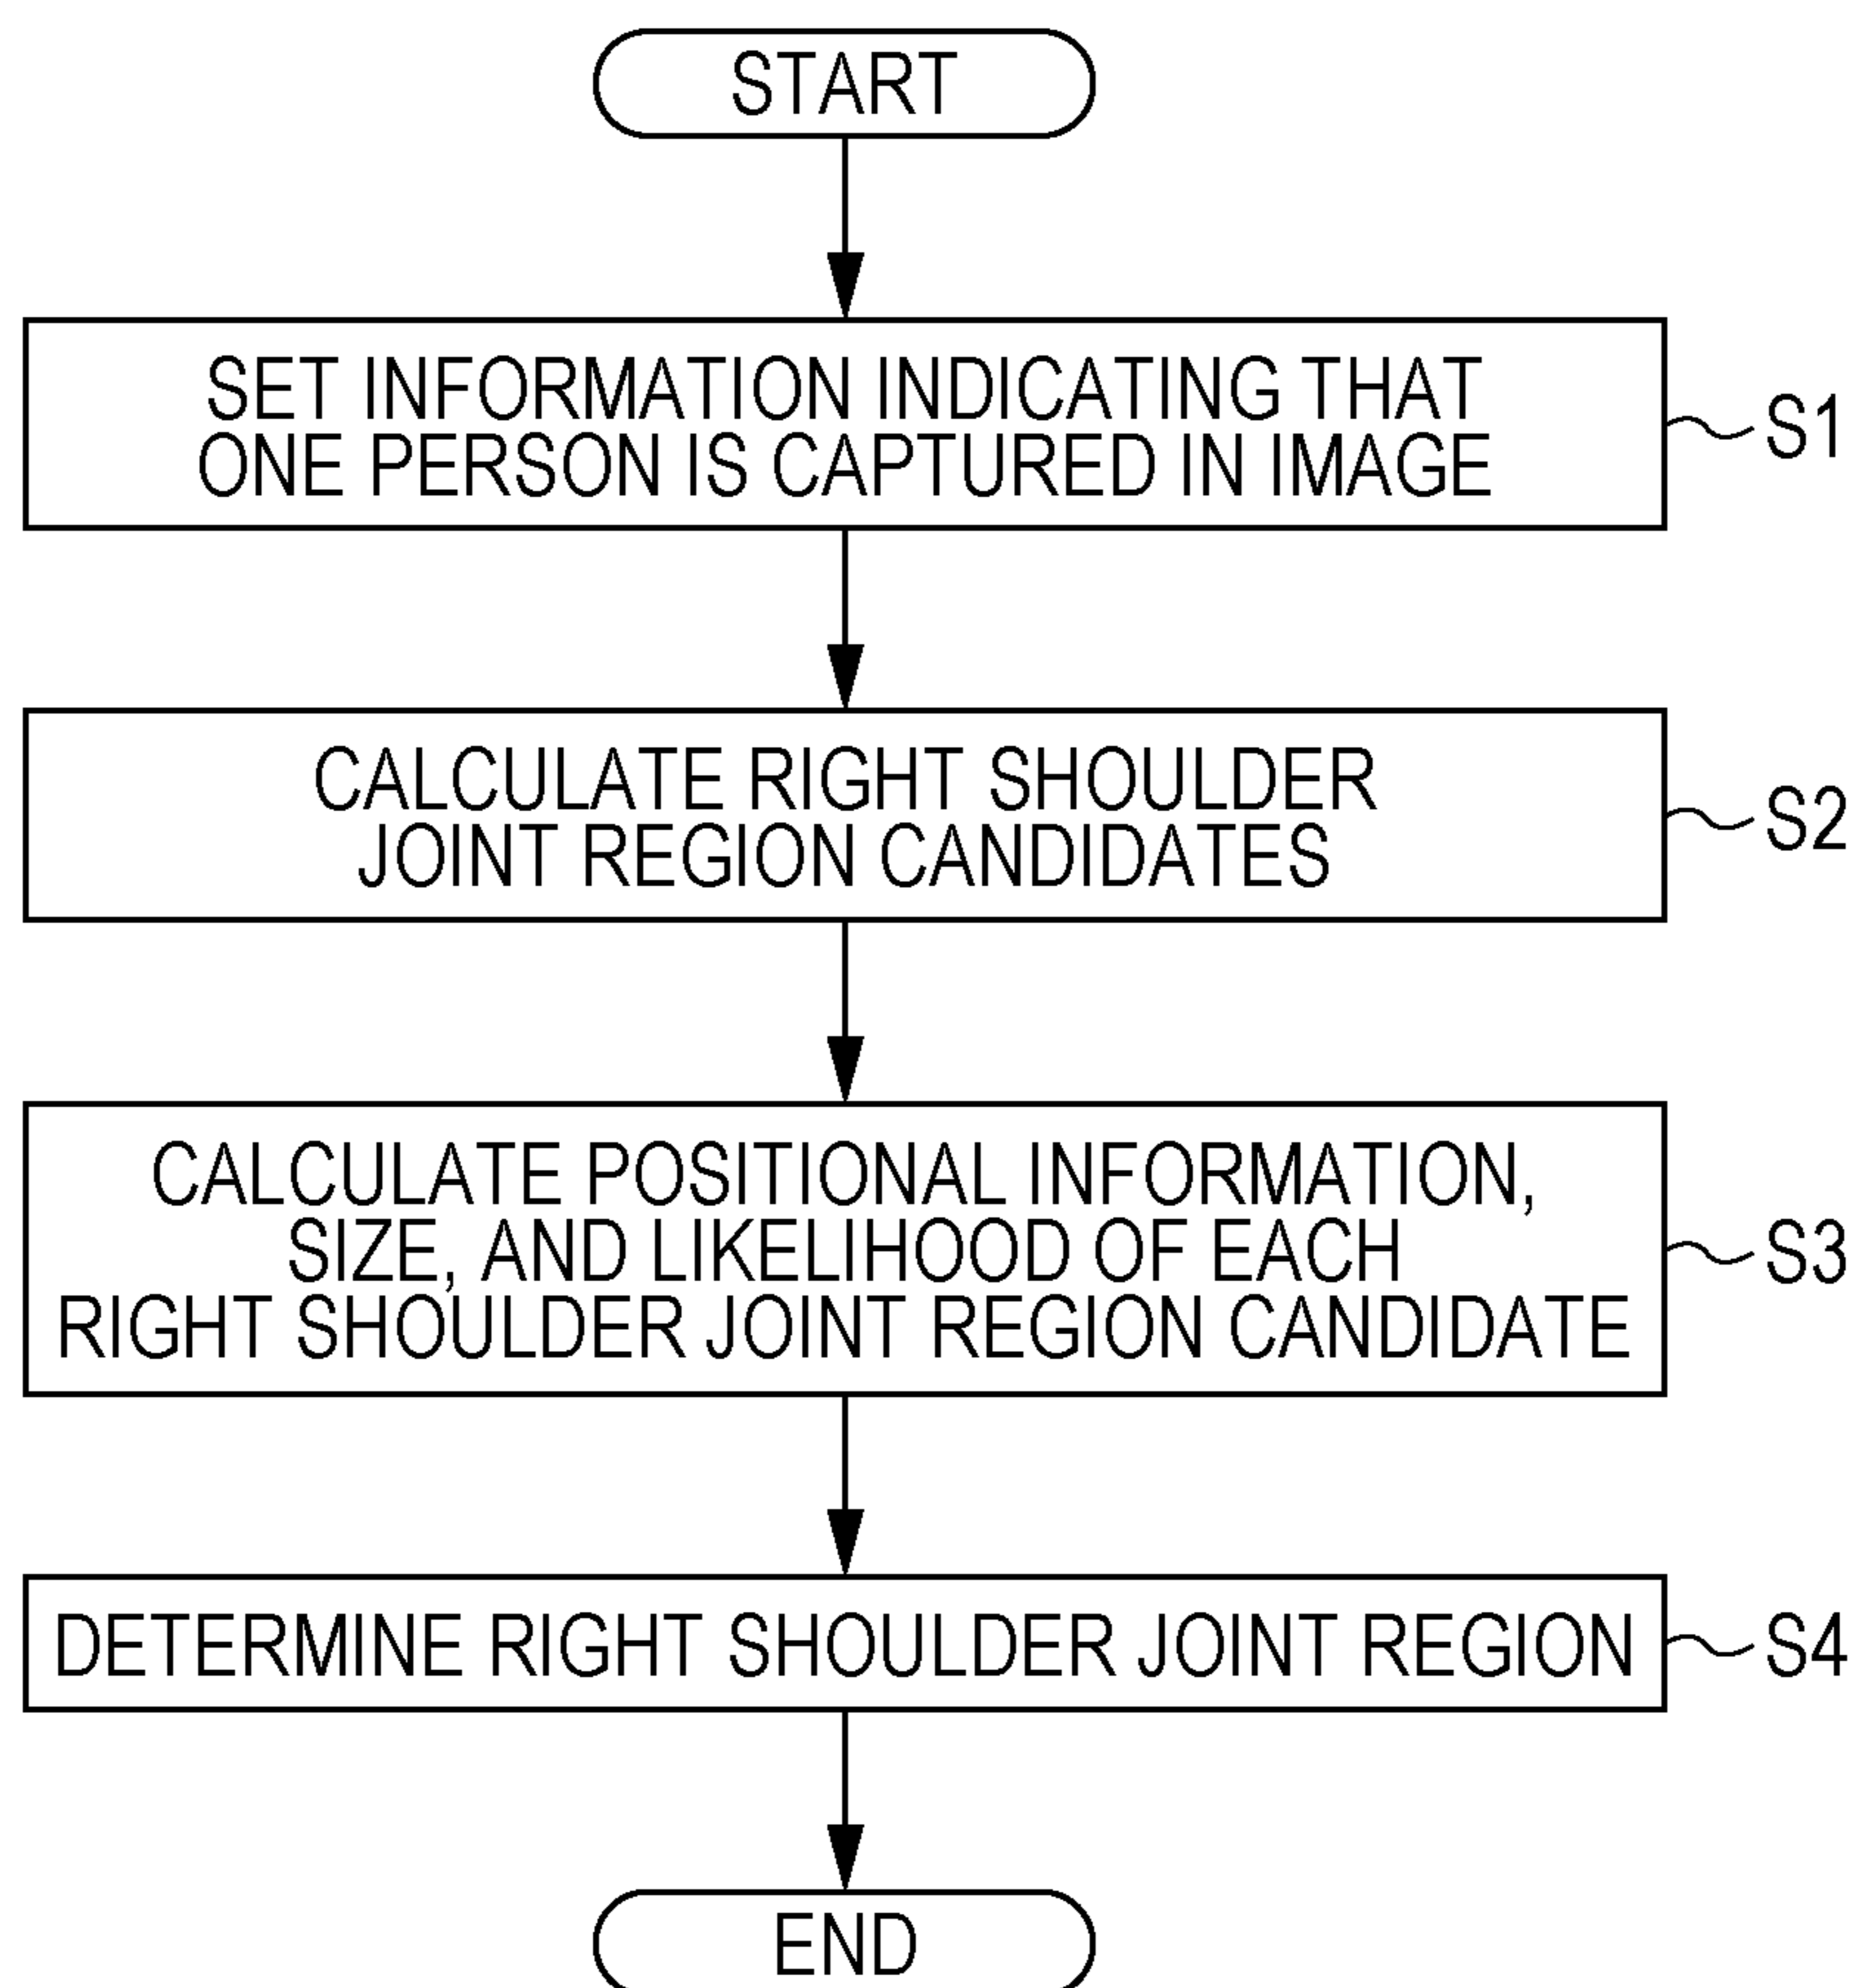 START
SET INFORMATION INDICATING THAT
ONE PERSON IS CAPTURED IN IMAGE
S1
CALCULATE RIGHT SHOULDER
JOINT REGION CANDIDATES
S2
CALCULATE POSITIONAL INFORMATION,
SIZE, AND LIKELIHOOD OF EACH
RIGHT SHOULDER JOINT REGION CANDIDATE
S3
DETERMINE RIGHT SHOULDER JOINT REGION
S4
END